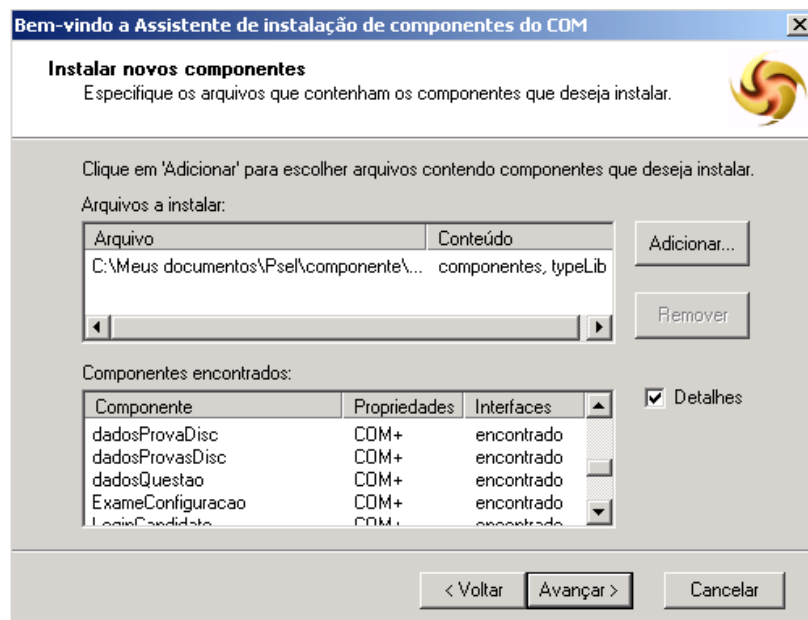 Bem-vindo a Assistente de instalação de componentes do COM
Instalar novos componentes
Especifique os arquivos que contenham os componentes que deseja instalar.
Clique em 'Adicionar' para escolher arquivos contendo componentes que deseja instalar.
Arquivos a instalar:
Arquivo Conteúdo
C:\Meus documentos\Psel\componente\... componentes, typeLib
Adicionar...
Remover
Componentes encontrados:
Componente Propriedades Interfaces
dadosProvaDisc COM+ encontrado
dadosProvasDisc COM+ encontrado
dadosQuestao COM+ encontrado
ExameConfiguracao COM+ encontrado
LoginCandidato COM+ encontrado
Detalhes
< Voltar Avançar > Cancelar